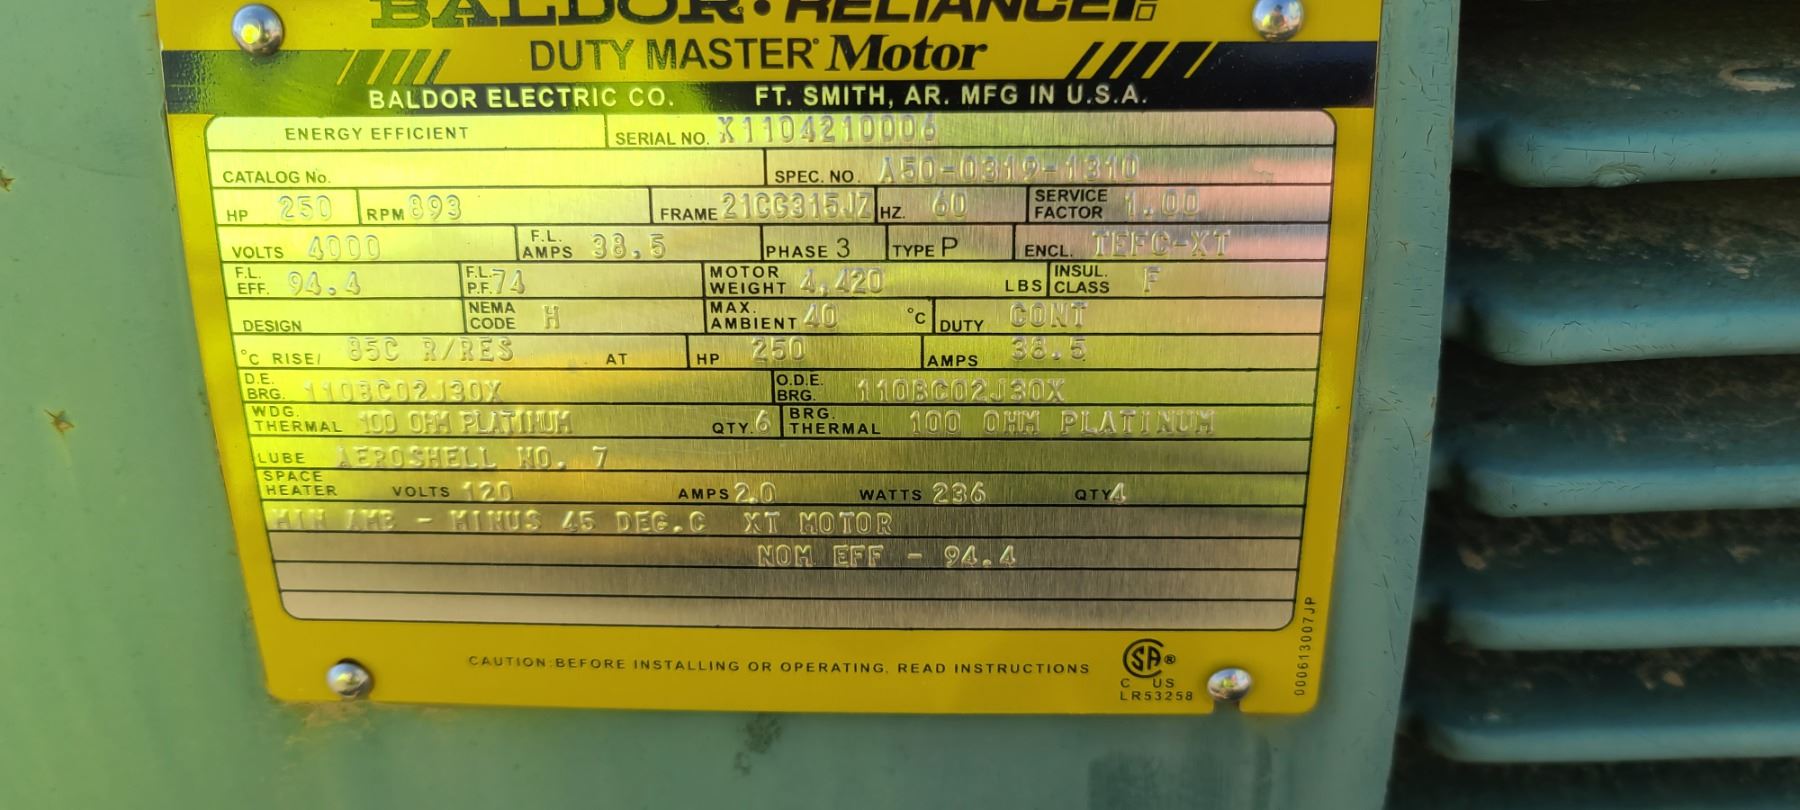 BALDOR • RELIANCE
DUTY MASTER Motor
BALDOR ELECTRIC CO. FT. SMITH, AR. MFG IN U.S.A.
ENERGY EFFICIENT SERIAL NO. X1104210006
CATALOG No. SPEC. NO. A50-0319-1310
HP 250 RPM 893 FRAME 21CG315JZ HZ. 60 SERVICE FACTOR 1.00
VOLTS 4000 F.L. AMPS 38.5 PHASE 3 TYPE P ENCL. TEFC-XT
F.L. EFF. 94.4 F.L. P.F. 74 MOTOR WEIGHT 4,420 LBS INSUL. CLASS F
DESIGN NEMA CODE H MAX. AMBIENT 40 °C DUTY CONT
°C RISE/ 85C R/RES AT HP 250 AMPS 38.5
D.E. BRG. 110BC02J30X O.D.E. BRG. 110BC02J30X
WDG. THERMAL 100 OHM PLATINUM QTY. 6 BRG. THERMAL 100 OHM PLATINUM
LUBE AEROSHELL NO. 7
SPACE HEATER VOLTS 120 AMPS 2.0 WATTS 236 QTY 4
MIN AMB - MINUS 45 DEG.C XT MOTOR
NOM EFF - 94.4
CAUTION: BEFORE INSTALLING OR OPERATING, READ INSTRUCTIONS
SA ®
C US
LR53258
000613007JP